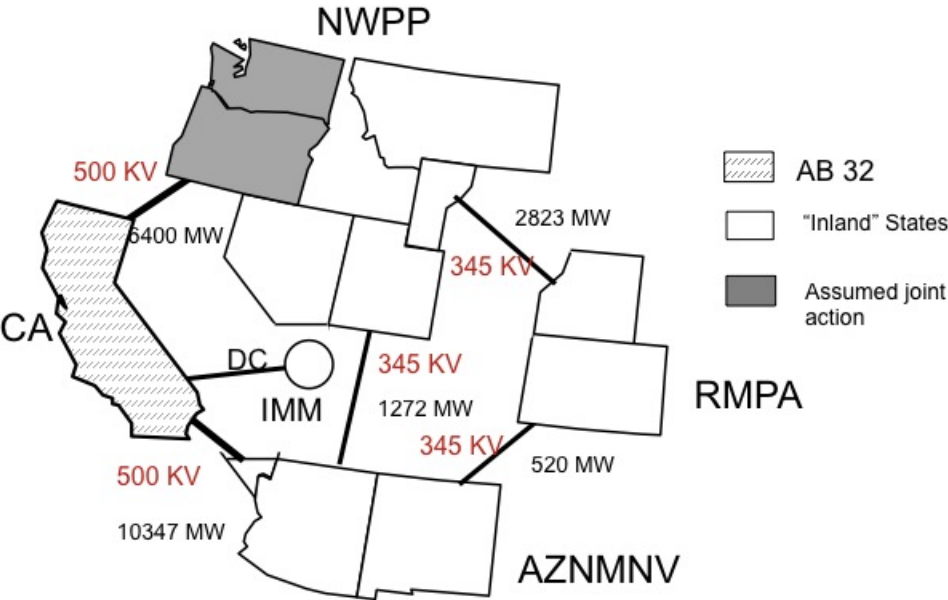 NWPP
500 KV
6400 MW
2823 MW
345 KV
AB 32
“Inland” States
Assumed joint
action
CA
DC
IMM
345 KV
1272 MW
345 KV
520 MW
RMPA
500 KV
10347 MW
AZNMNV